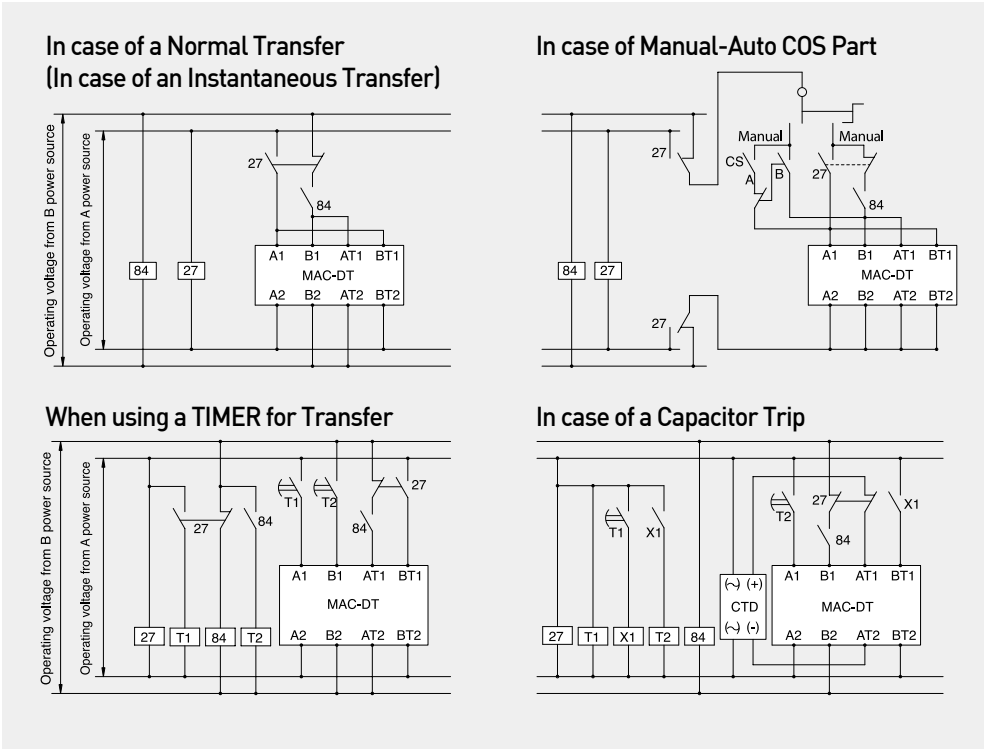 In case of a Normal Transfer
(In case of an Instantaneous Transfer)
Operating voltage from B power source
Operating voltage from A power source
27
84
84
27
A1 B1 AT1 BT1
MAC-DT
A2 B2 AT2 BT2
In case of Manual-Auto COS Part
27
Manual
Manual
CS
A
B
27
84
84
27
A1 B1 AT1 BT1
MAC-DT
A2 B2 AT2 BT2
27
When using a TIMER for Transfer
Operating voltage from B power source
Operating voltage from A power source
27
84
T1
T2
27
84
A1 B1 AT1 BT1
MAC-DT
A2 B2 AT2 BT2
27 T1 84 T2
In case of a Capacitor Trip
T1
X1
T2
27
X1
84
(~) (+)
CTD
(~) (-)
A1 B1 AT1 BT1
MAC-DT
A2 B2 AT2 BT2
27 T1 X1 T2 84